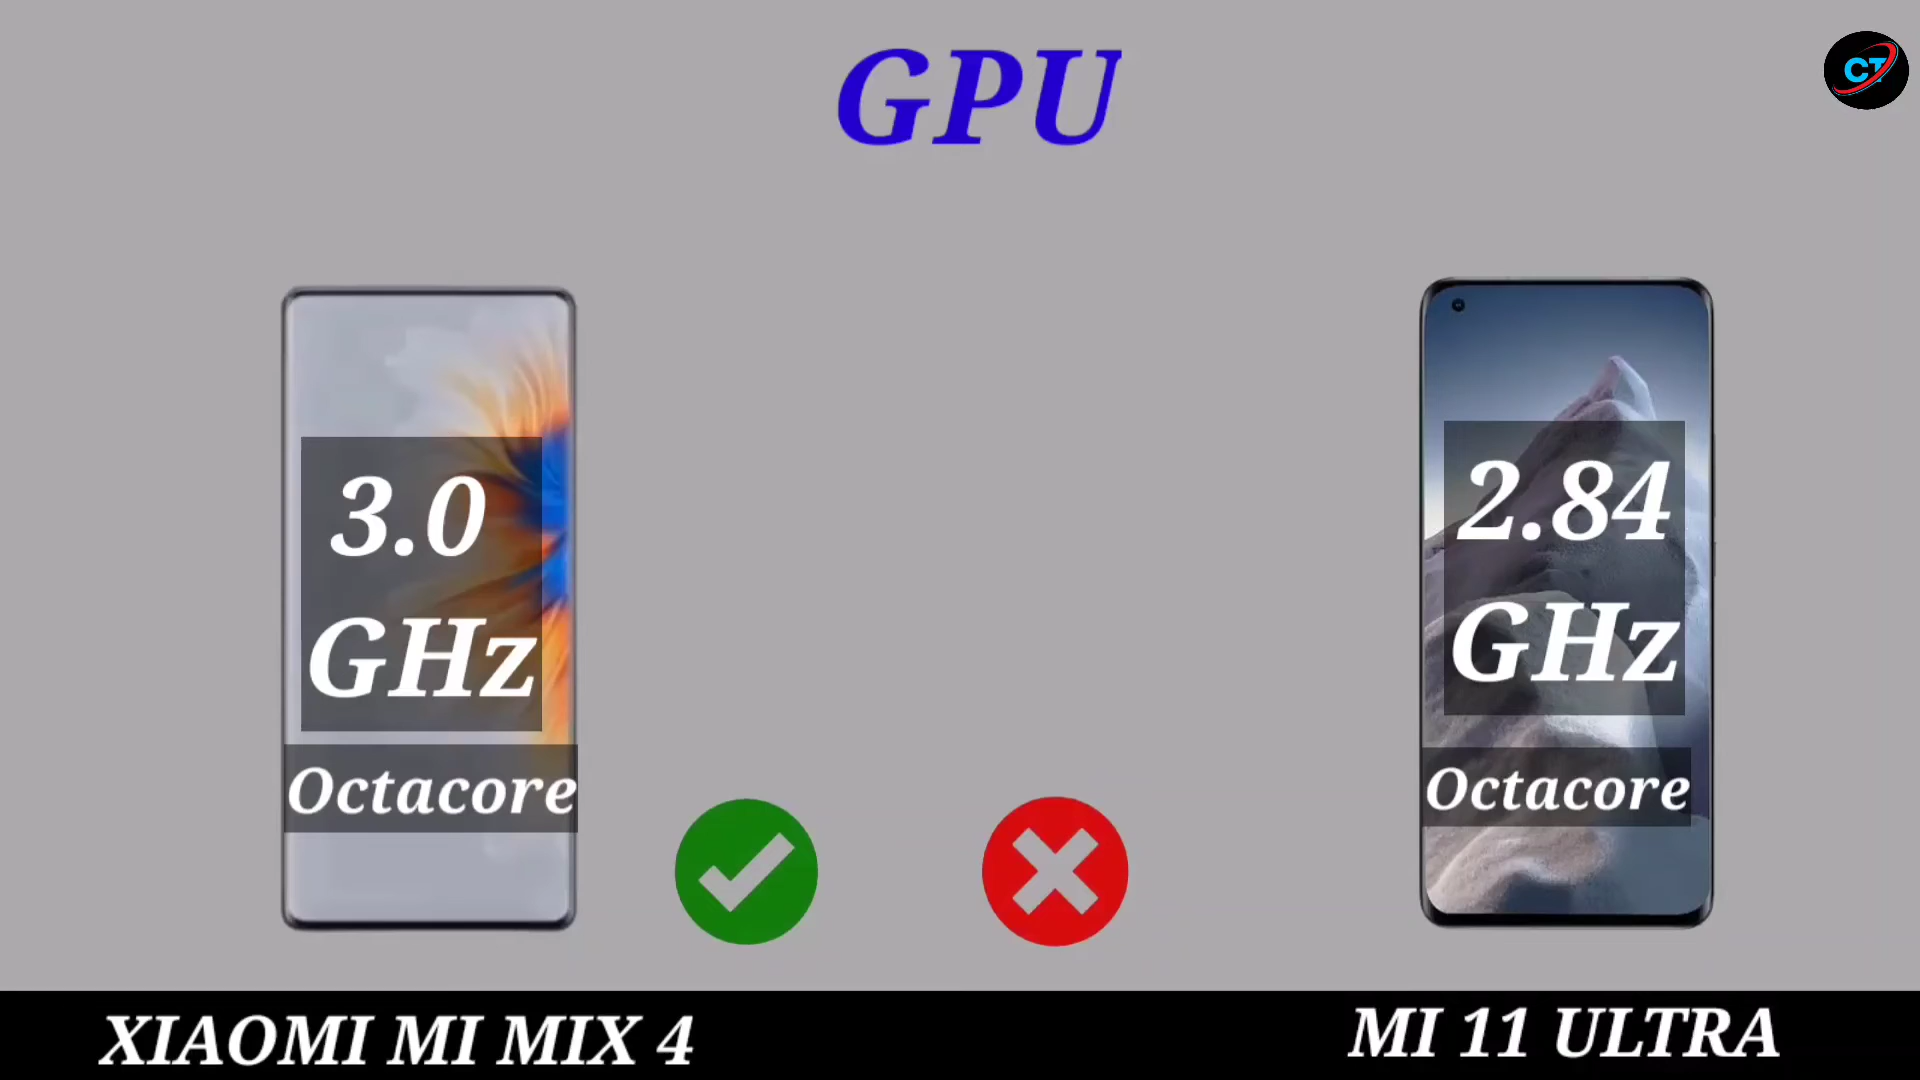 GPU
CT
3.0
GHz
Octacore
2.84
GHz
Octacore
XIAOMI MI MIX 4
MI 11 ULTRA